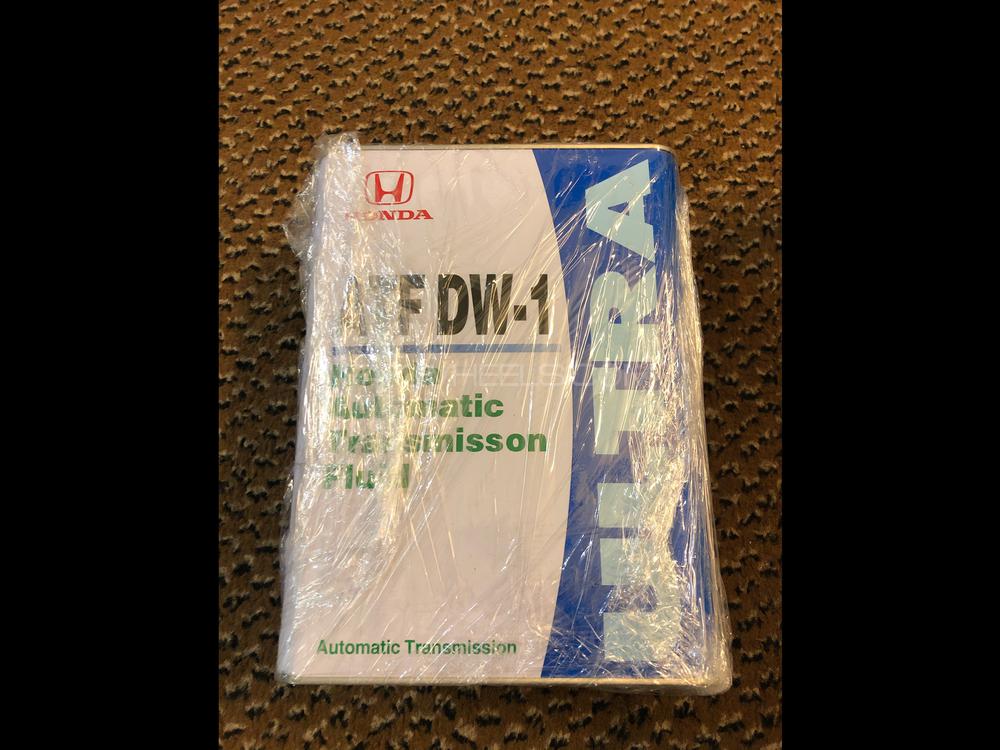 HONDA
ATF DW-1
Honda
Automatic
Transmisson
Fluid
Automatic Transmission
ULTRA